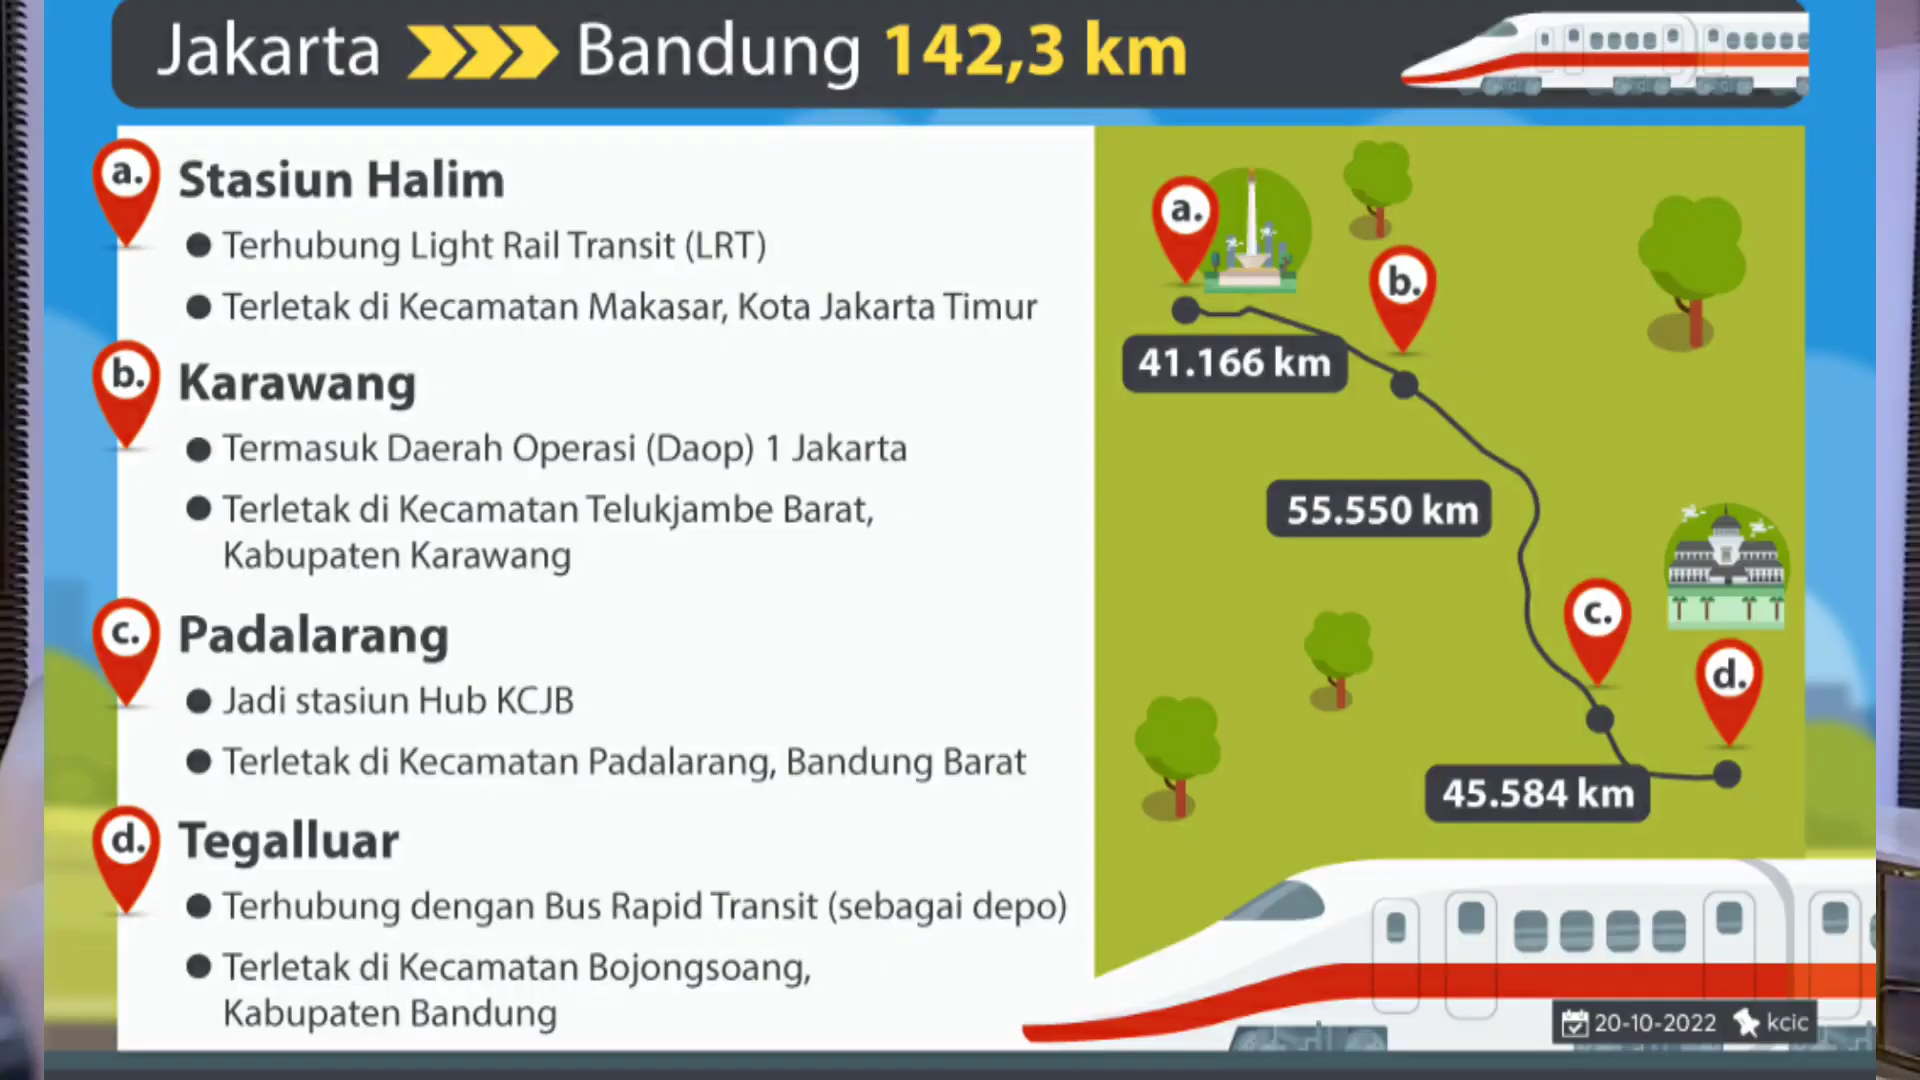 Jakarta Bandung 142,3 km
a. Stasiun Halim
● Terhubung Light Rail Transit (LRT)
● Terletak di Kecamatan Makasar, Kota Jakarta Timur
b. Karawang
● Termasuk Daerah Operasi (Daop) 1 Jakarta
● Terletak di Kecamatan Telukjambe Barat,
Kabupaten Karawang
c. Padalarang
● Jadi stasiun Hub KCJB
● Terletak di Kecamatan Padalarang, Bandung Barat
d. Tegalluar
● Terhubung dengan Bus Rapid Transit (sebagai depo)
● Terletak di Kecamatan Bojongsoang,
Kabupaten Bandung
a.
b.
41.166 km
55.550 km
c.
d.
45.584 km
20-10-2022 kcic